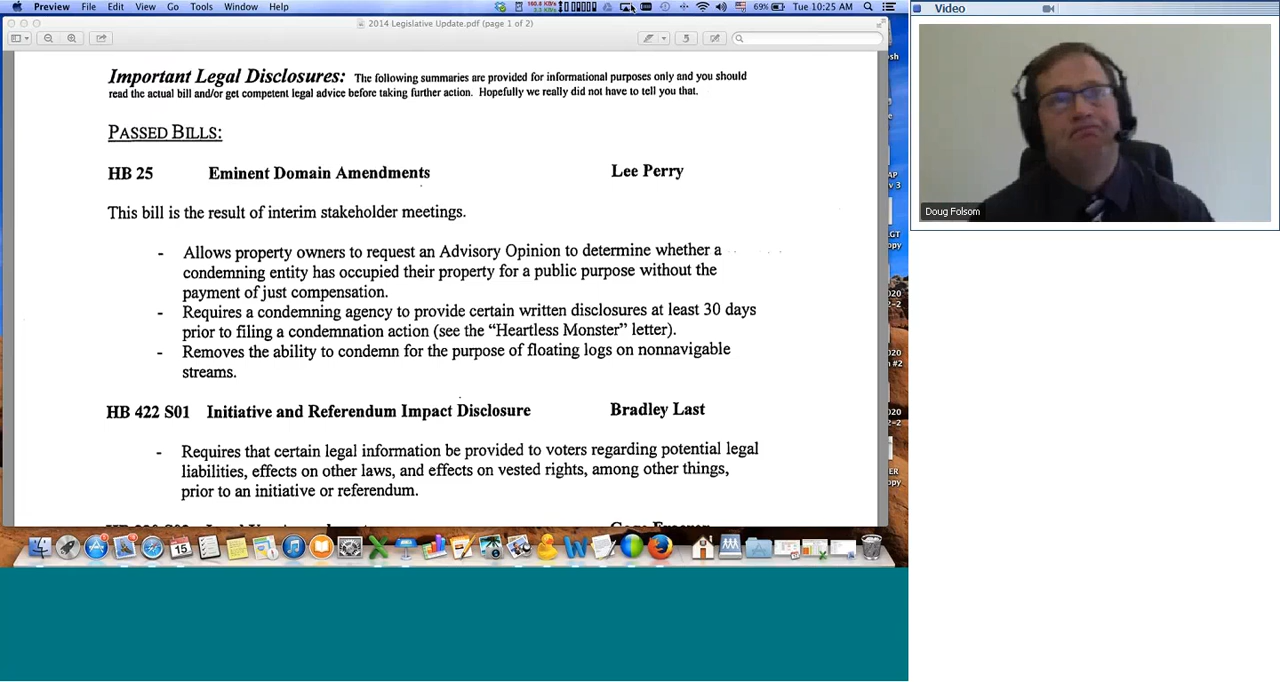 Preview File Edit View Go Tools Window Help
69% Tue 10:25 AM
2014 Legislative Update.pdf (page 1 of 2)
Important Legal Disclosures: The following summaries are provided for informational purposes only and you should
read the actual bill and/or get competent legal advice before taking further action. Hopefully we really did not have to tell you that.
PASSED BILLS:
HB 25 Eminent Domain Amendments Lee Perry
This bill is the result of interim stakeholder meetings.
- Allows property owners to request an Advisory Opinion to determine whether a
condemning entity has occupied their property for a public purpose without the
payment of just compensation.
- Requires a condemning agency to provide certain written disclosures at least 30 days
prior to filing a condemnation action (see the “Heartless Monster” letter).
- Removes the ability to condemn for the purpose of floating logs on nonnavigable
streams.
HB 422 S01 Initiative and Referendum Impact Disclosure Bradley Last
- Requires that certain legal information be provided to voters regarding potential legal
liabilities, effects on other laws, and effects on vested rights, among other things,
prior to an initiative or referendum.
Video
Doug Folsom